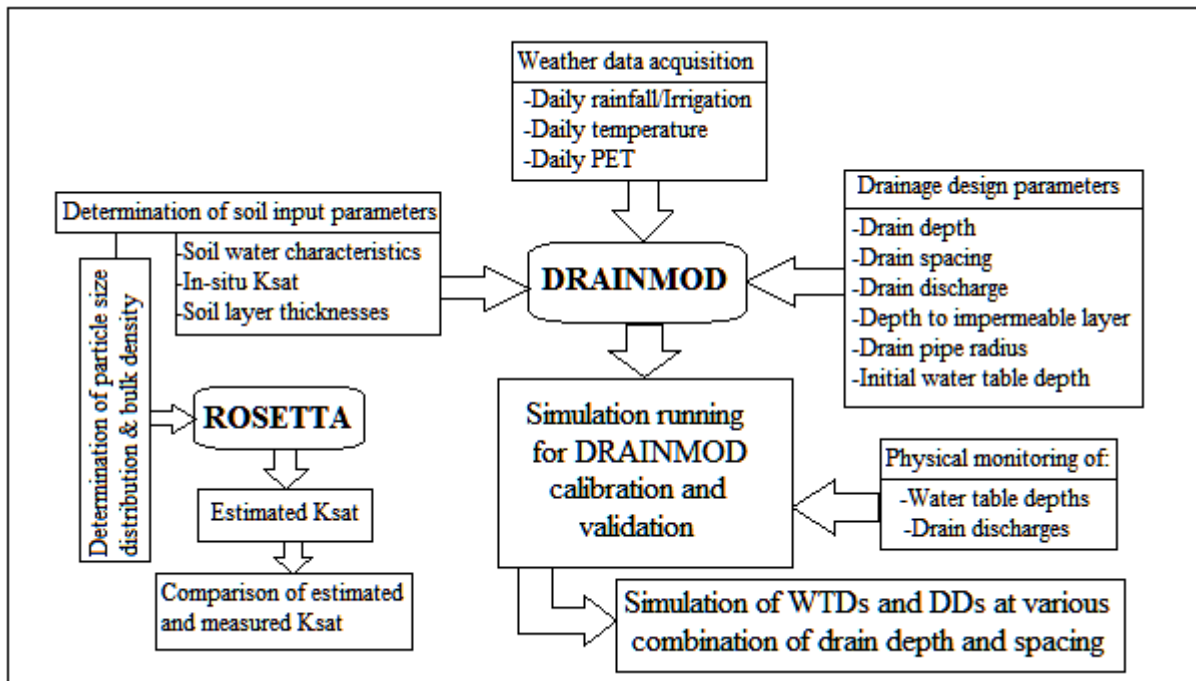 Weather data acquisition
-Daily rainfall/Irrigation
-Daily temperature
-Daily PET
Determination of soil input parameters
-Soil water characteristics
-In-situ Ksat
-Soil layer thicknesses
DRAINMOD
Drainage design parameters
-Drain depth
-Drain spacing
-Drain discharge
-Depth to impermeable layer
-Drain pipe radius
-Initial water table depth
Determination of particle size
distribution & bulk density
ROSETTA
Estimated Ksat
Comparison of estimated
and measured Ksat
Simulation running
for DRAINMOD
calibration and
validation
Physical monitoring of:
-Water table depths
-Drain discharges
Simulation of WTDs and DDs at various
combination of drain depth and spacing